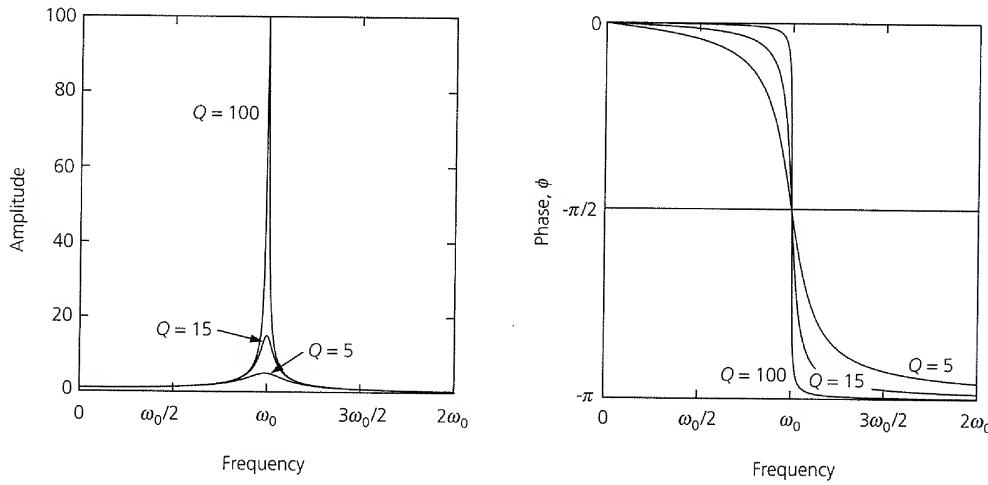 100
80
60
40
20
0
Amplitude
Q = 100
Q = 15
Q = 5
0
ω₀/2
ω₀
3ω₀/2
2ω₀
Frequency
0
-π/2
-π
Phase, ϕ
Q = 5
Q = 100
Q = 15
0
ω₀/2
ω₀
3ω₀/2
2ω₀
Frequency